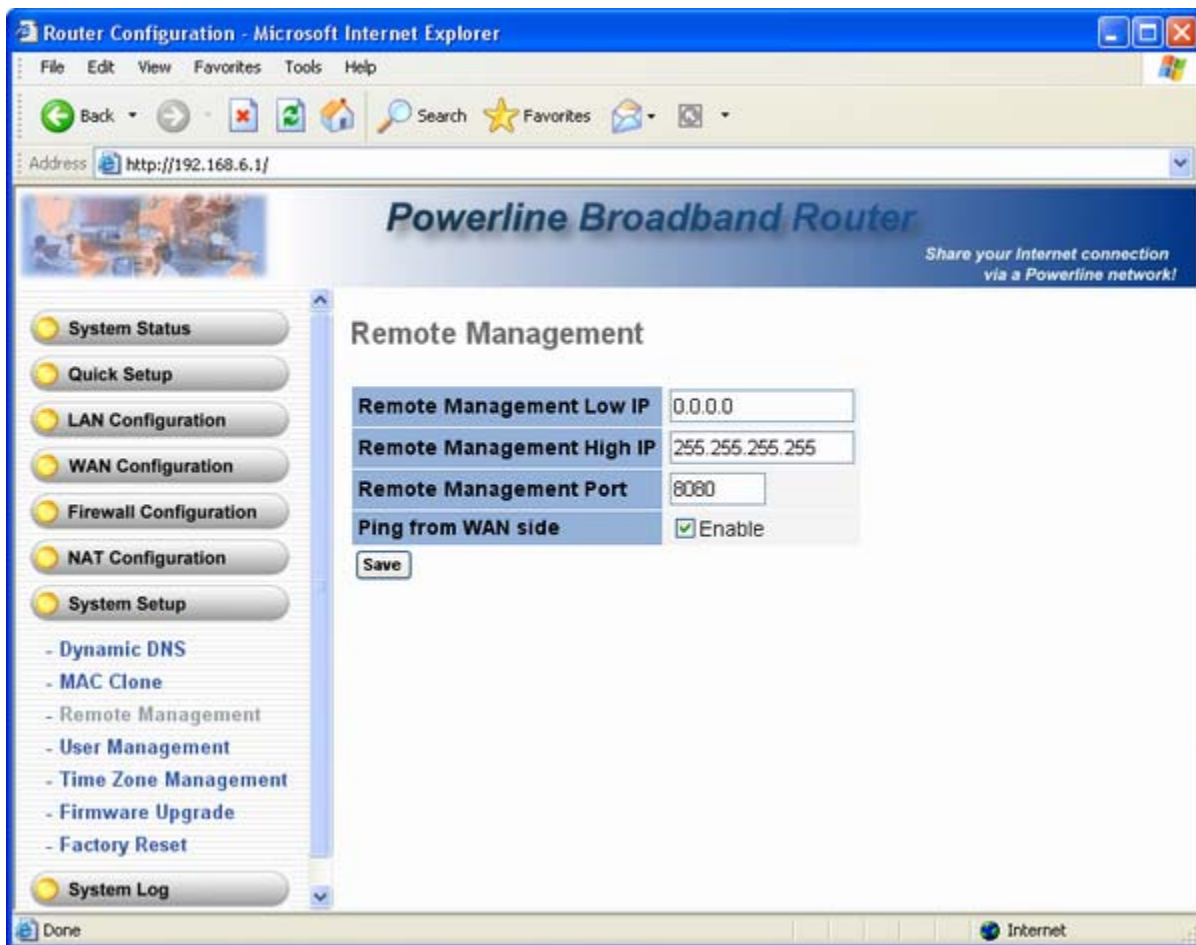 Router Configuration - Microsoft Internet Explorer
File Edit View Favorites Tools Help
Back Search Favorites
Address http://192.168.6.1/
Powerline Broadband Router
Share your Internet connection
via a Powerline network!
System Status
Quick Setup
LAN Configuration
WAN Configuration
Firewall Configuration
NAT Configuration
System Setup
- Dynamic DNS
- MAC Clone
- Remote Management
- User Management
- Time Zone Management
- Firmware Upgrade
- Factory Reset
System Log
Remote Management
Remote Management Low IP 0.0.0.0
Remote Management High IP 255.255.255.255
Remote Management Port 8080
Ping from WAN side Enable
Save
Done Internet